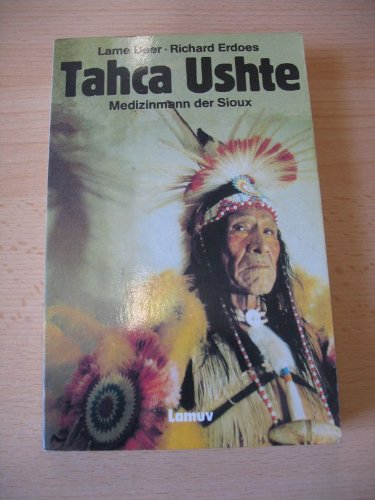 Lame Deer · Richard Erdoes
Tahca Ushte
Medizinmann der Sioux
Lamuv